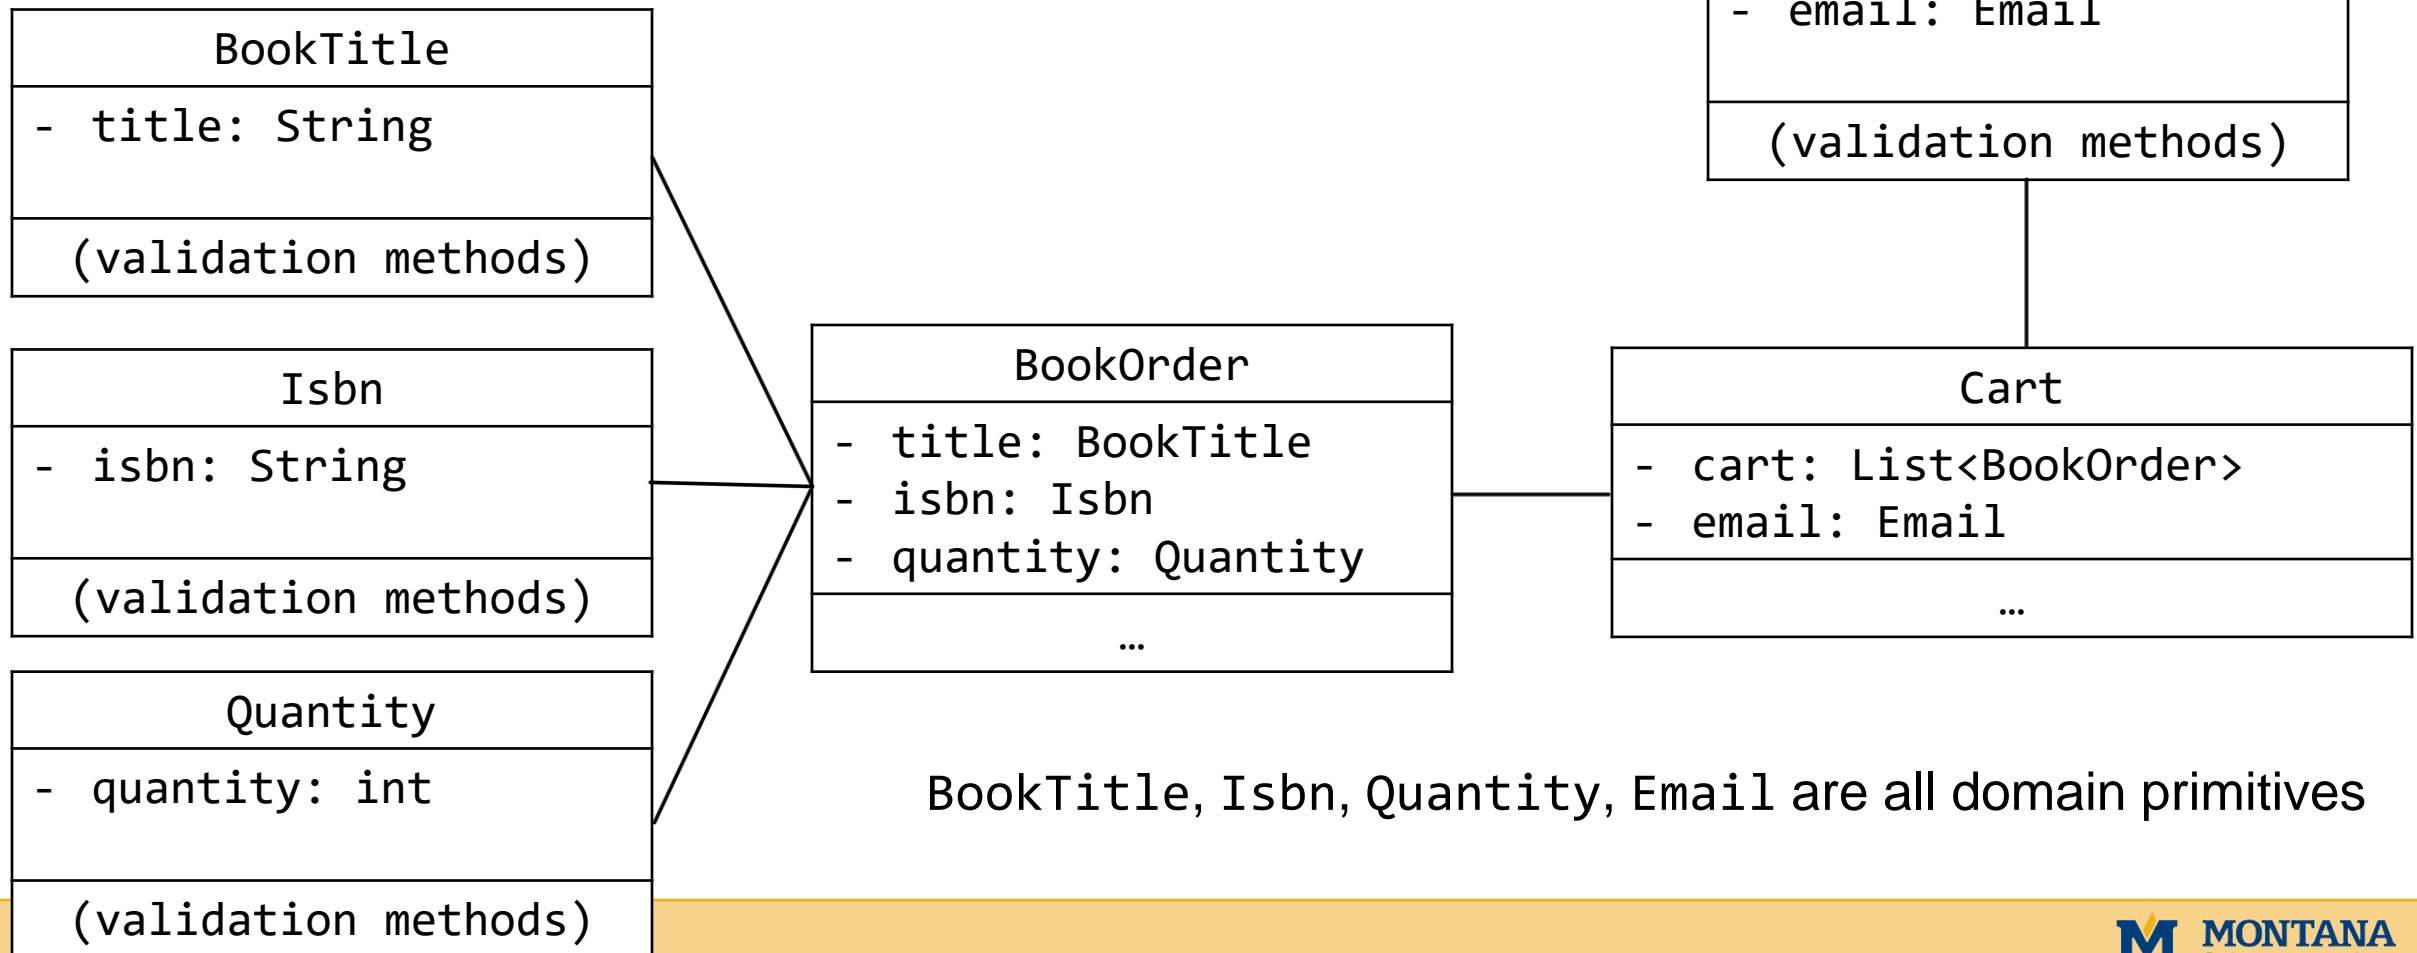 BookTitle
- title: String
(validation methods)
Isbn
- isbn: String
(validation methods)
Quantity
- quantity: int
(validation methods)
BookOrder
- title: BookTitle
- isbn: Isbn
- quantity: Quantity
…
- email: Email
(validation methods)
Cart
- cart: List<BookOrder>
- email: Email
…
BookTitle, Isbn, Quantity, Email are all domain primitives
M MONTANA